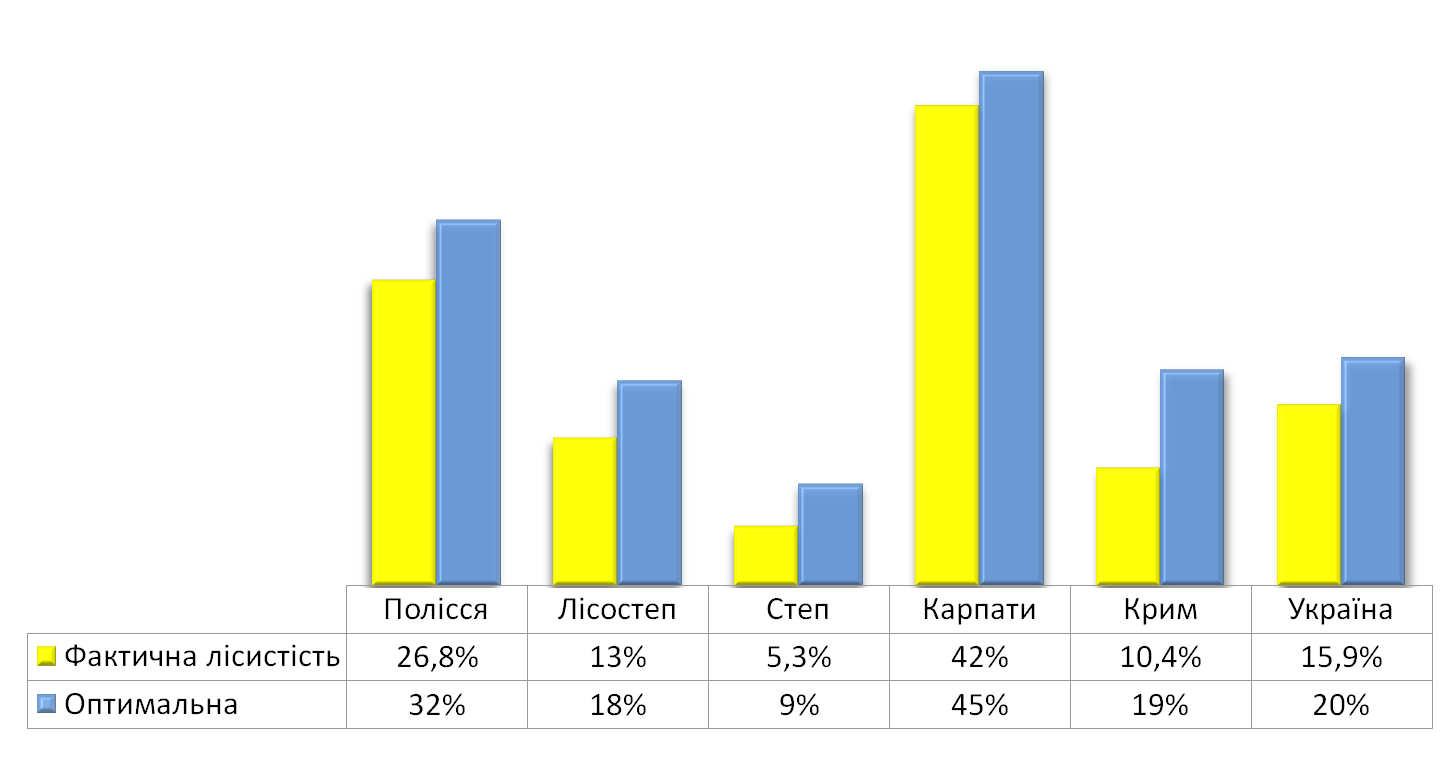 Полісся Лісостеп Степ Карпати Крим Україна
Фактична лісистість 26,8% 13% 5,3% 42% 10,4% 15,9%
Оптимальна 32% 18% 9% 45% 19% 20%